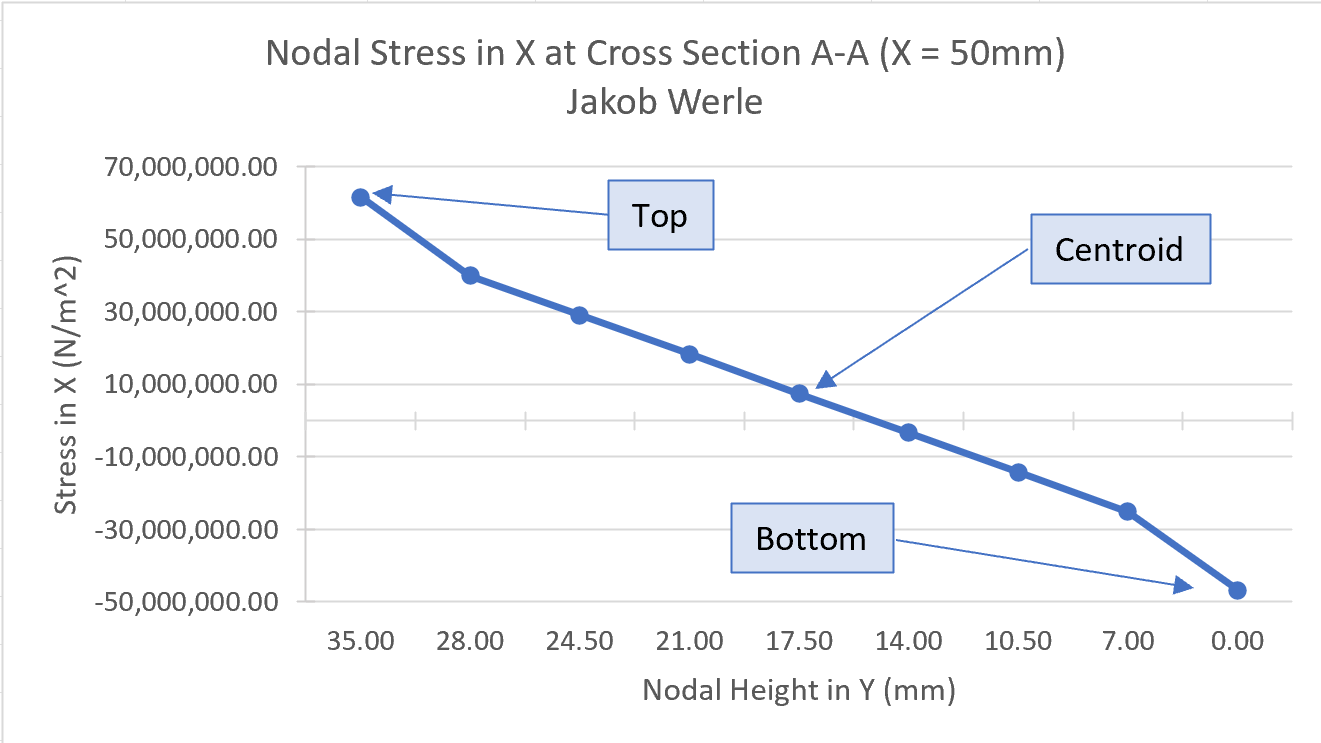 Nodal Stress in X at Cross Section A-A (X = 50mm)
Jakob Werle
70,000,000.00
50,000,000.00
30,000,000.00
10,000,000.00
-10,000,000.00
-30,000,000.00
-50,000,000.00
Stress in X (N/m^2)
Top
Centroid
Bottom
35.00 28.00 24.50 21.00 17.50 14.00 10.50 7.00 0.00
Nodal Height in Y (mm)